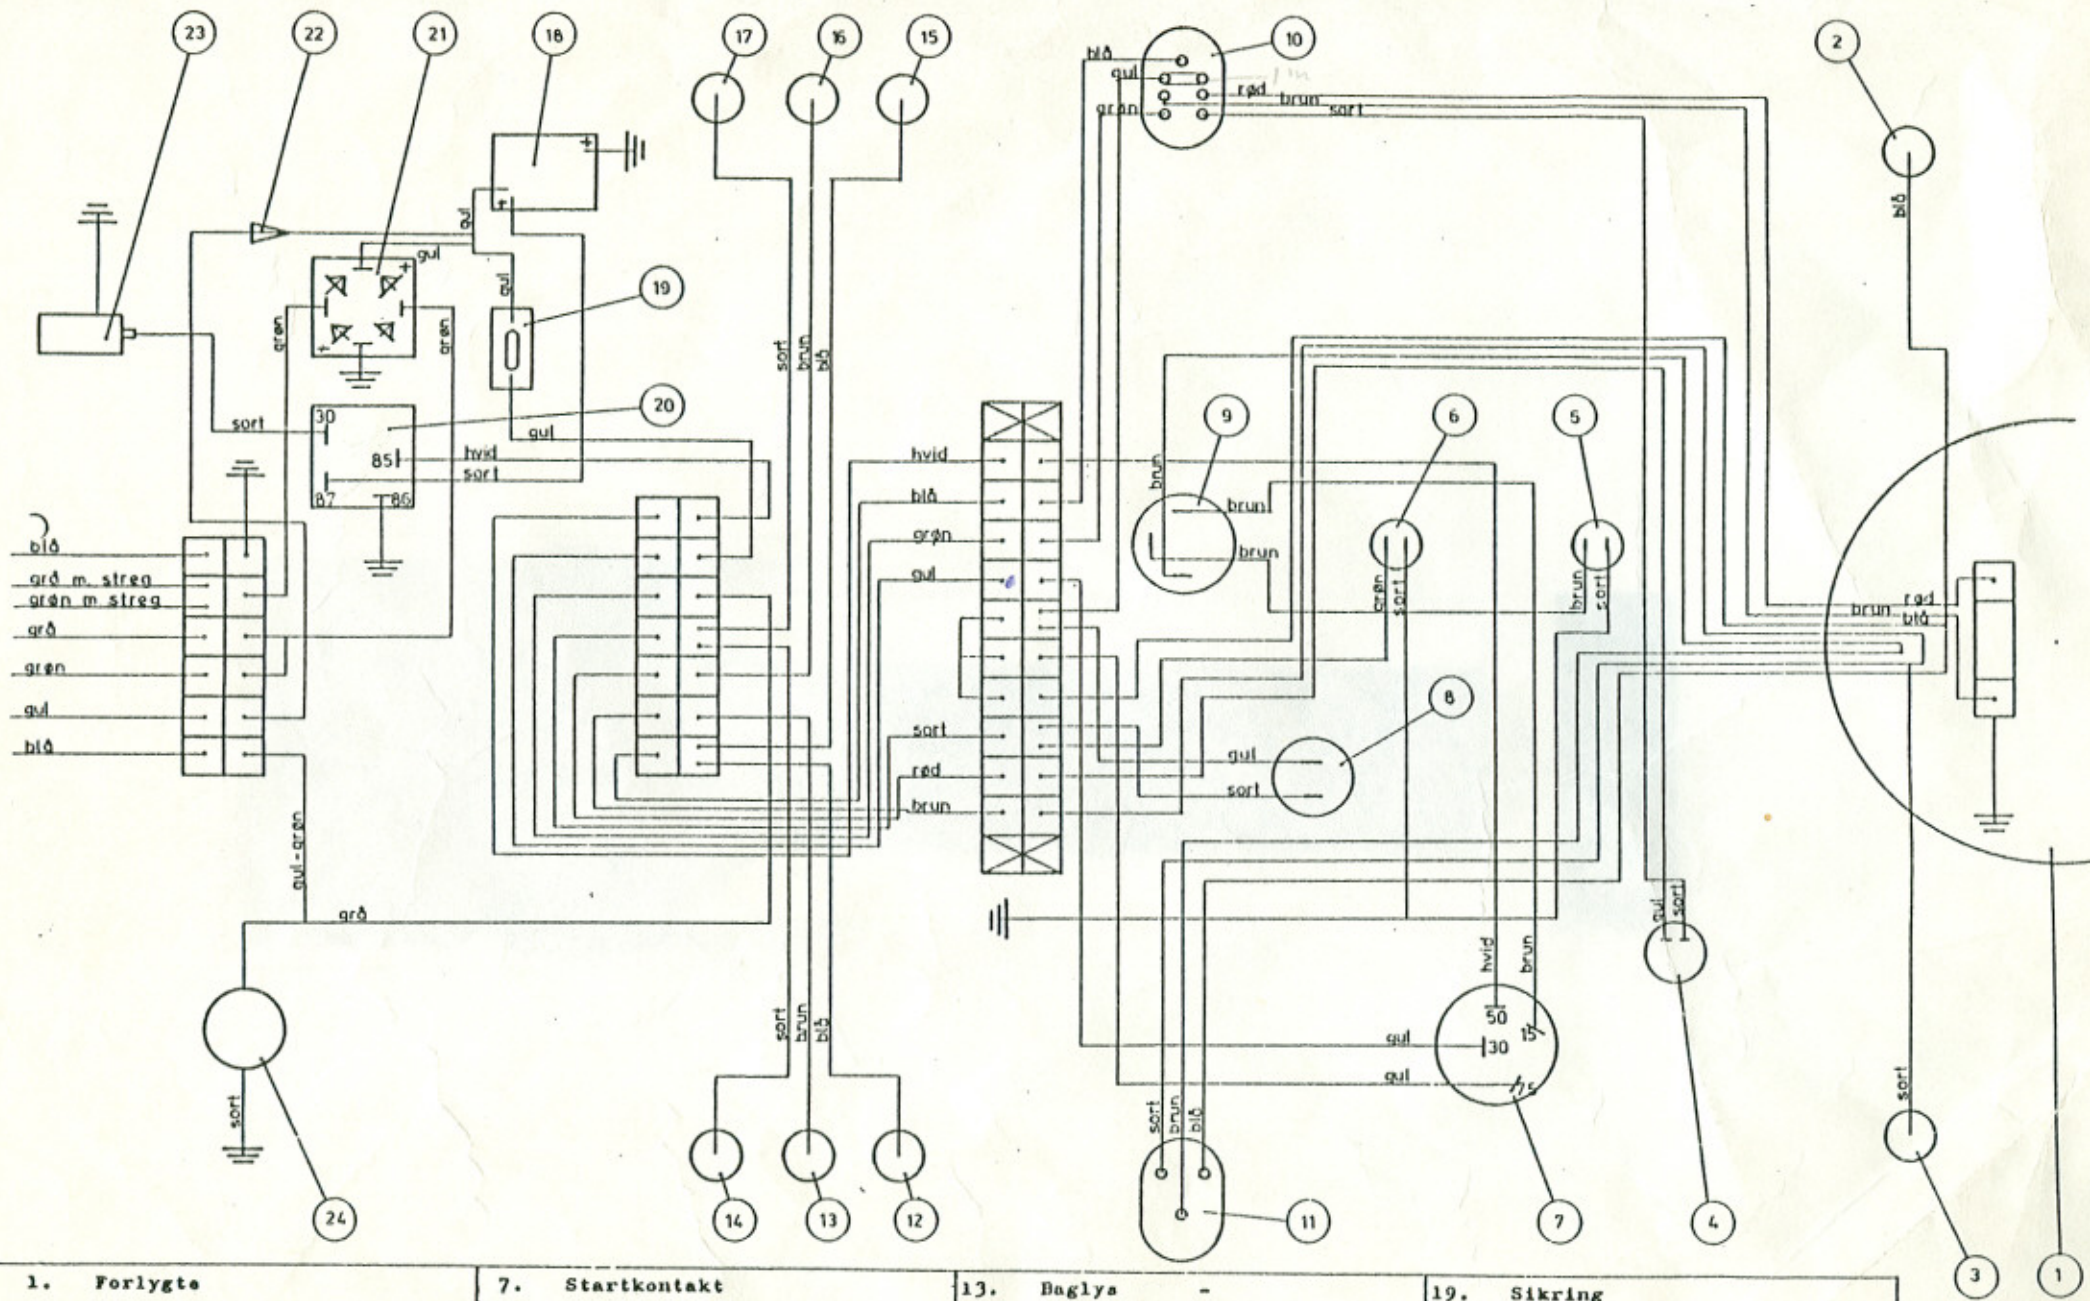 23
22
21
18
17
16
15
10
2
blå
gul
rød
brun
grøn
sort
blå
gul
gul
gul
19
grøn
grøn
sort
brun
blå
20
30
sort
85
hvid
sort
gul
87
86
9
6
5
hvid
brun
brun
brun
blå
grøn
gul
grøn
sort
brun
sort
rød
brun
blå
blå
grå m. streg
grøn m streg
grå
grøn
gul
blå
8
gul
sort
sort
rød
brun
gul-grøn
grå
gul
sort
hvid
brun
50
15
30
gul
gul
sort
brun
blå
sort
brun
blå
sort
sort
24
14
13
12
11
7
4
3
1
1. Forlygte
7. Startkontakt
13. Baglys -
19. Sikring